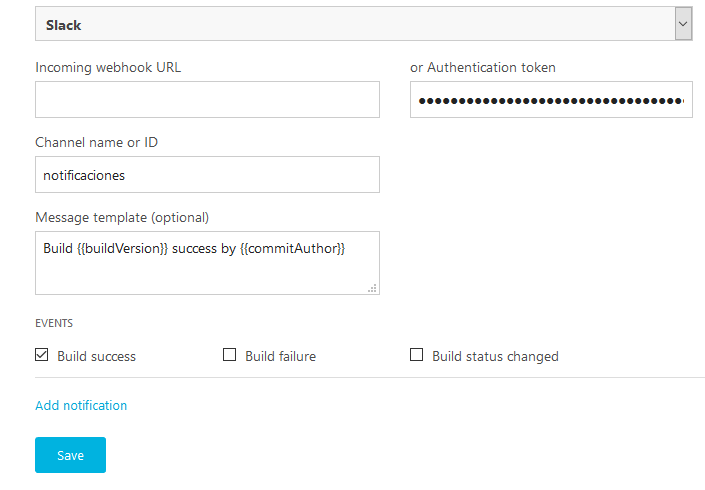 Slack
Incoming webhook URL
or Authentication token
••••••••••••••••••••••••••••••••••
Channel name or ID
notificaciones
Message template (optional)
Build {{buildVersion}} success by {{commitAuthor}}
EVENTS
Build success
Build failure
Build status changed
Add notification
Save